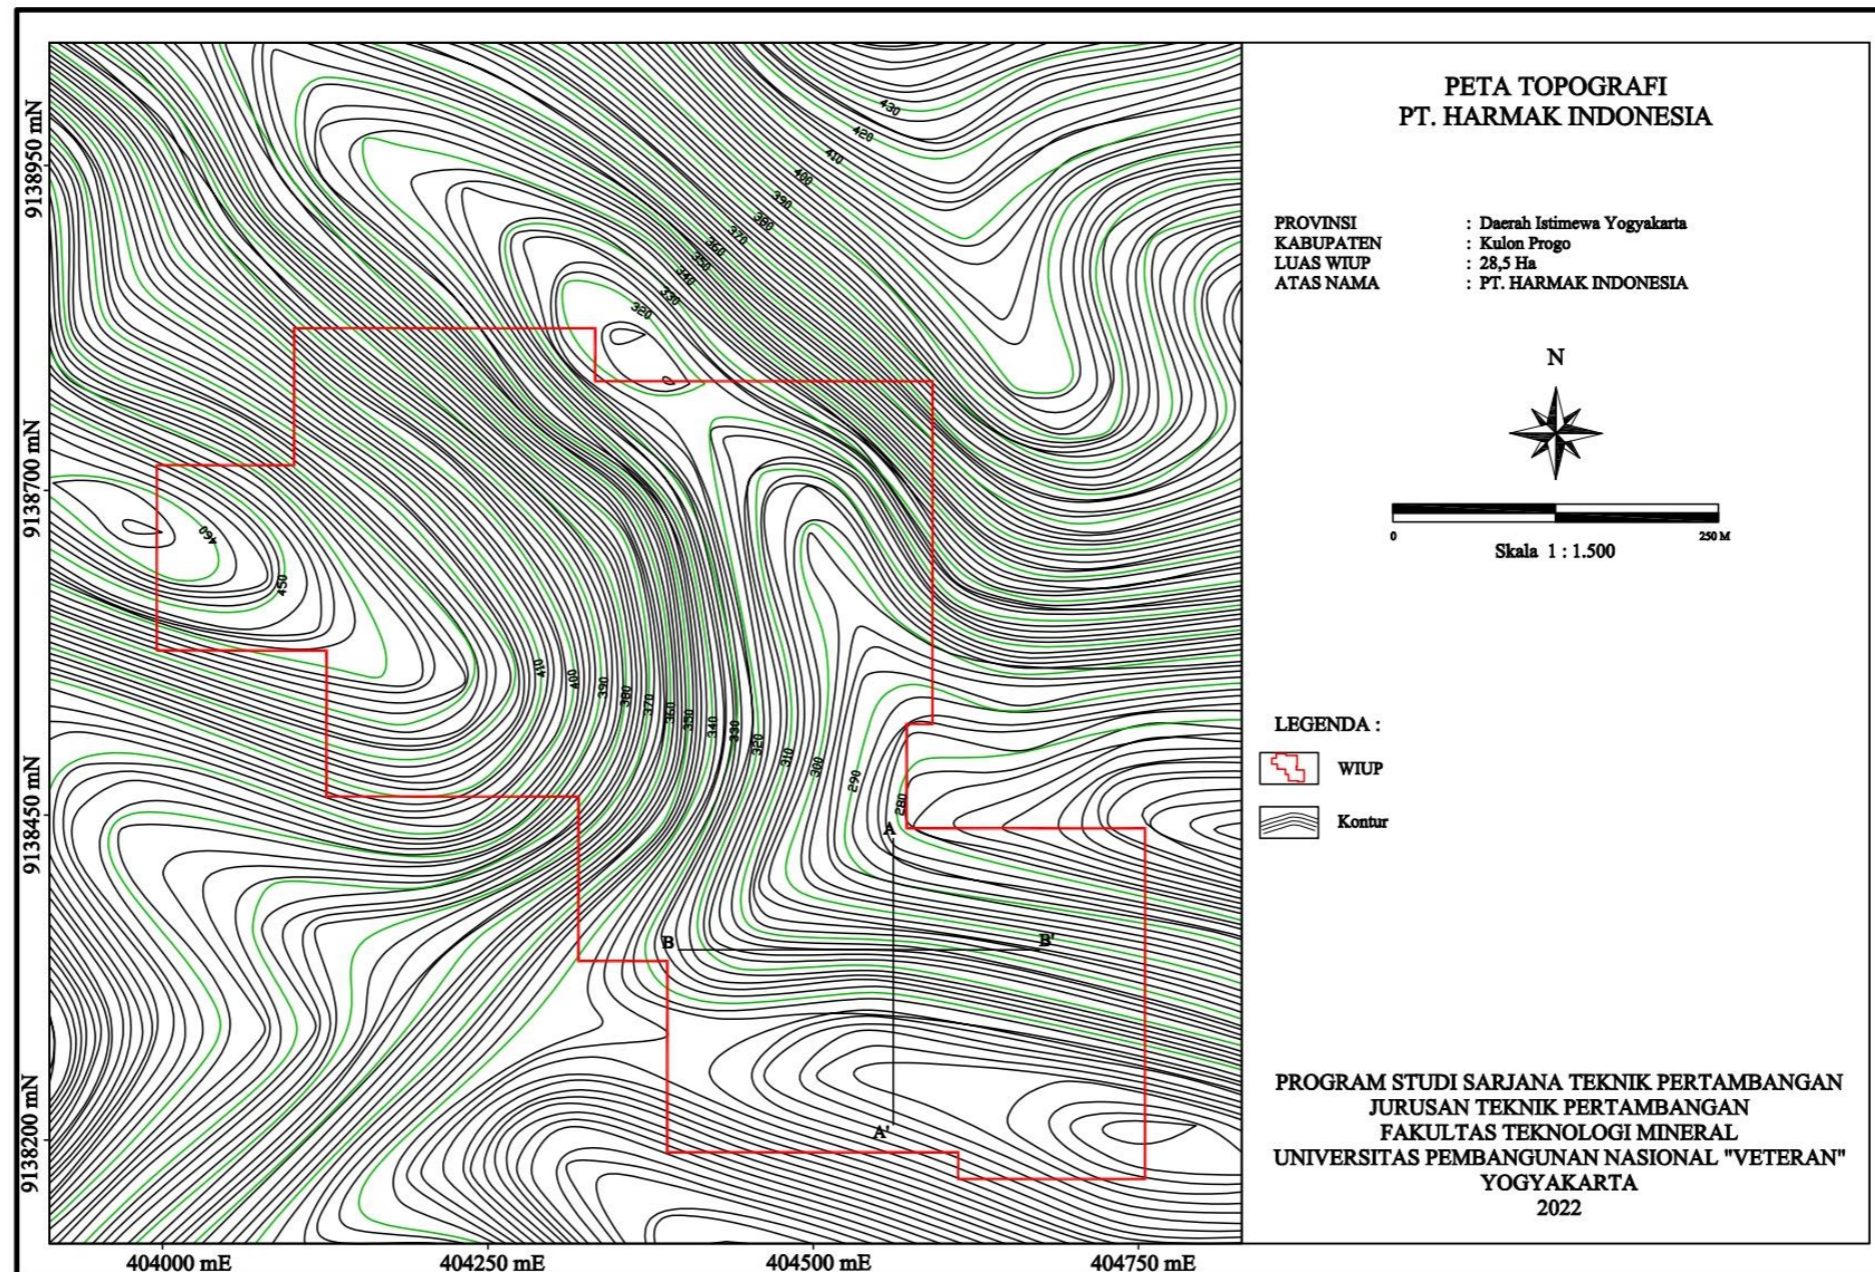 PETA TOPOGRAFI
PT. HARMAK INDONESIA
PROVINSI : Daerah Istimewa Yogyakarta
KABUPATEN : Kulon Progo
LUAS WIUP : 28,5 Ha
ATAS NAMA : PT. HARMAK INDONESIA
N
0 250 M
Skala 1 : 1.500
LEGENDA :
WIUP
Kontur
PROGRAM STUDI SARJANA TEKNIK PERTAMBANGAN
JURUSAN TEKNIK PERTAMBANGAN
FAKULTAS TEKNOLOGI MINERAL
UNIVERSITAS PEMBANGUNAN NASIONAL "VETERAN"
YOGYAKARTA
2022
9138950 mN
9138700 mN
9138450 mN
9138200 mN
404000 mE
404250 mE
404500 mE
404750 mE
430
420
410
400
390
380
370
360
350
340
330
320
460
450
410
400
390
380
370
360
350
340
330
320
310
300
290
280
A
A'
B
B'